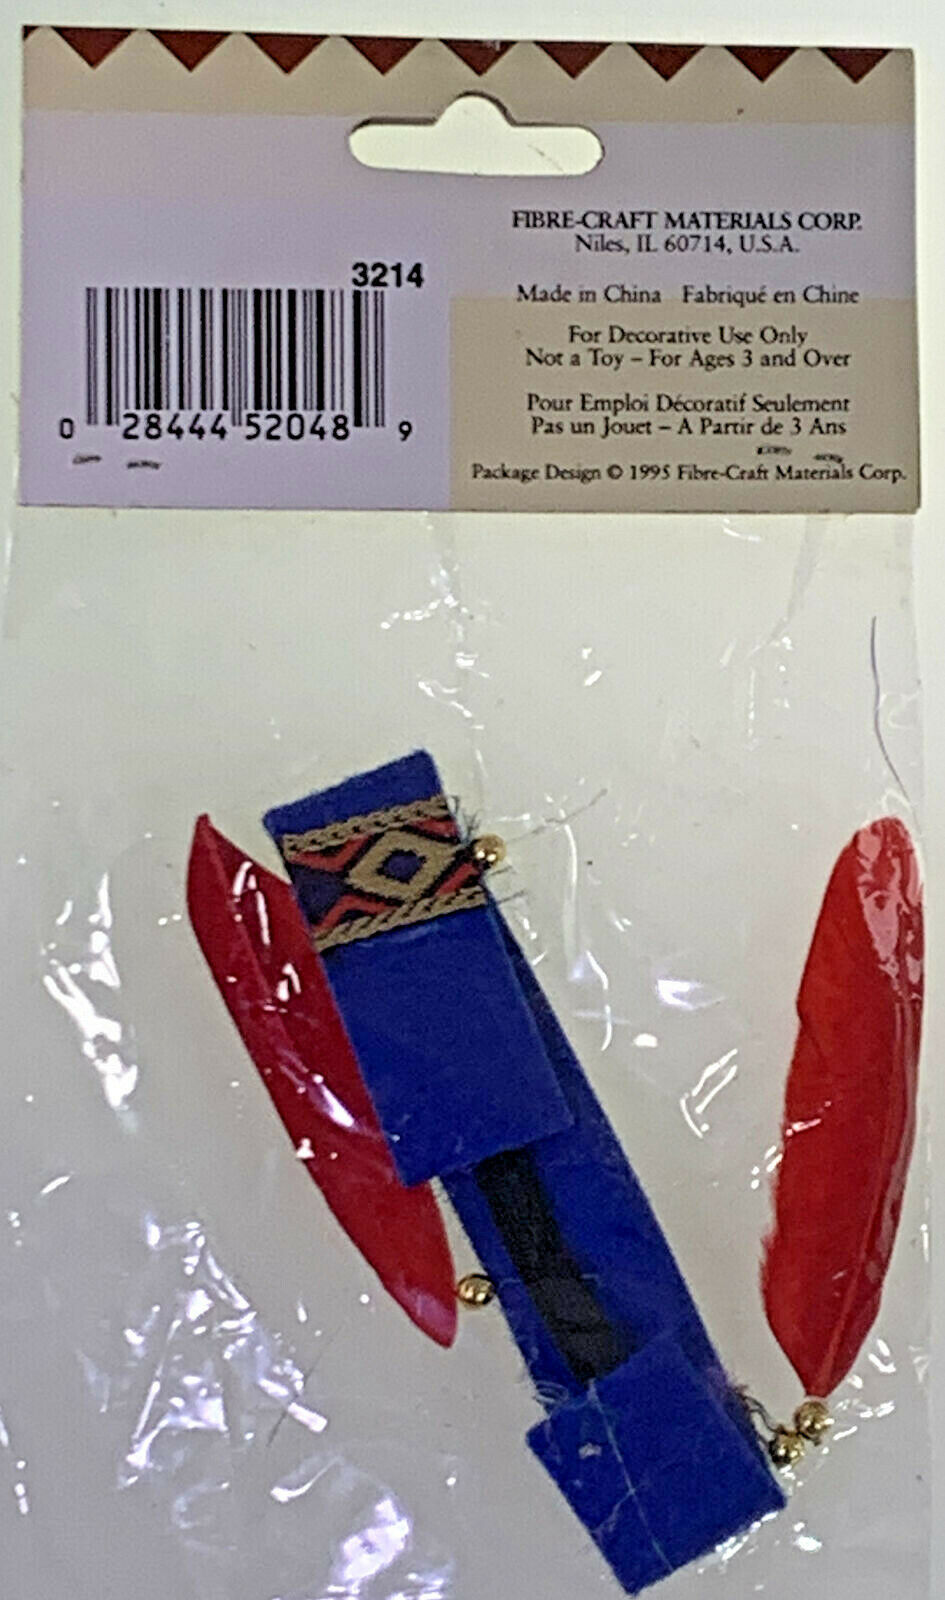 3214
0 28444 52048 9
FIBRE-CRAFT MATERIALS CORP.
Niles, IL 60714, U.S.A.
Made in China Fabriqué en Chine
For Decorative Use Only
Not a Toy – For Ages 3 and Over
Pour Emploi Décoratif Seulement
Pas un Jouet – A Partir de 3 Ans
Package Design © 1995 Fibre-Craft Materials Corp.